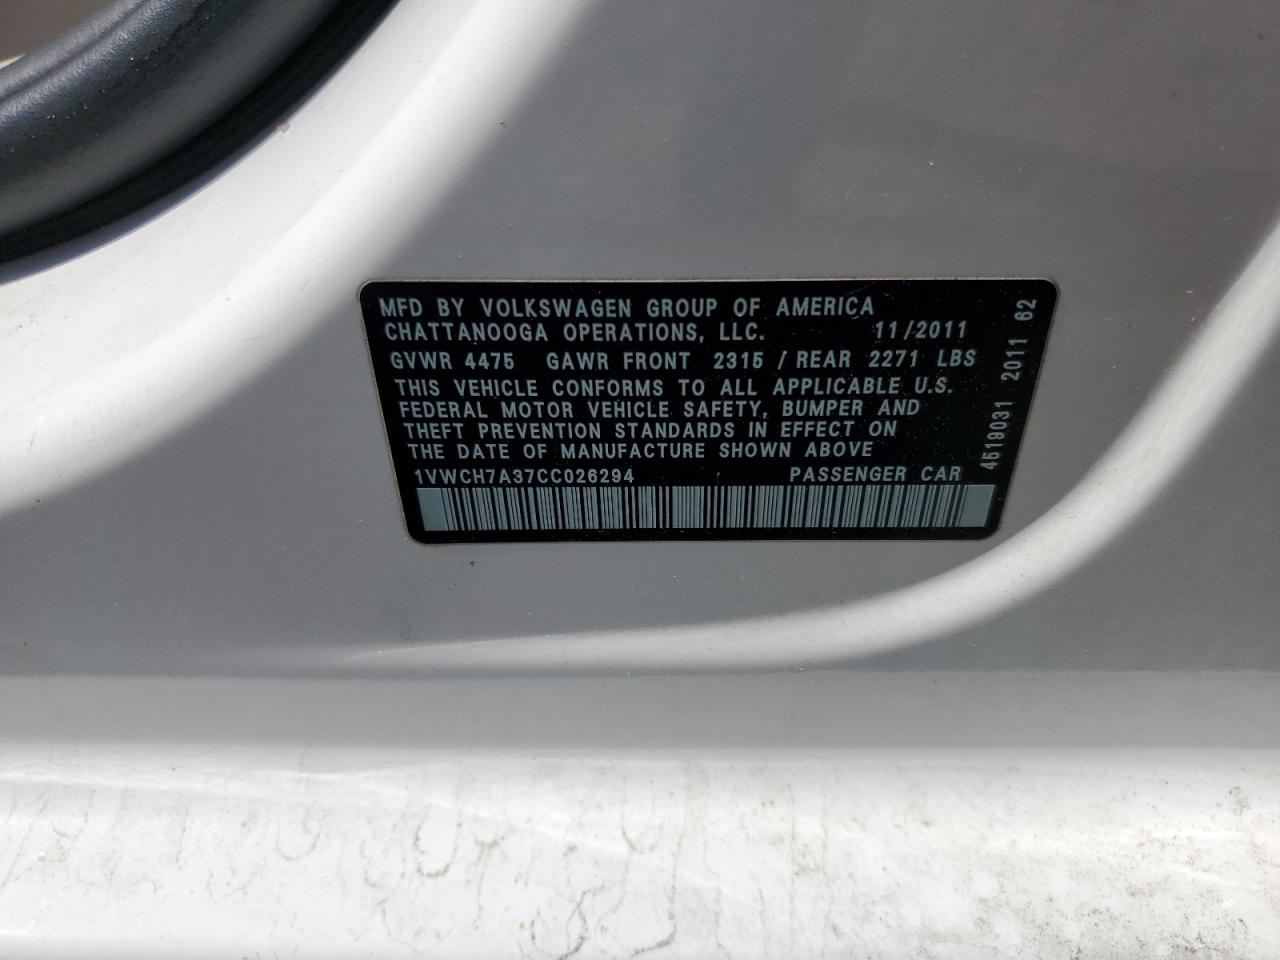 MFD BY VOLKSWAGEN GROUP OF AMERICA
CHATTANOOGA OPERATIONS, LLC. 11/2011
GVWR 4475 GAWR FRONT 2315 / REAR 2271 LBS
THIS VEHICLE CONFORMS TO ALL APPLICABLE U.S.
FEDERAL MOTOR VEHICLE SAFETY, BUMPER AND
THEFT PREVENTION STANDARDS IN EFFECT ON
THE DATE OF MANUFACTURE SHOWN ABOVE
1VWCH7A37CC026294 PASSENGER CAR
4519031 2011 62